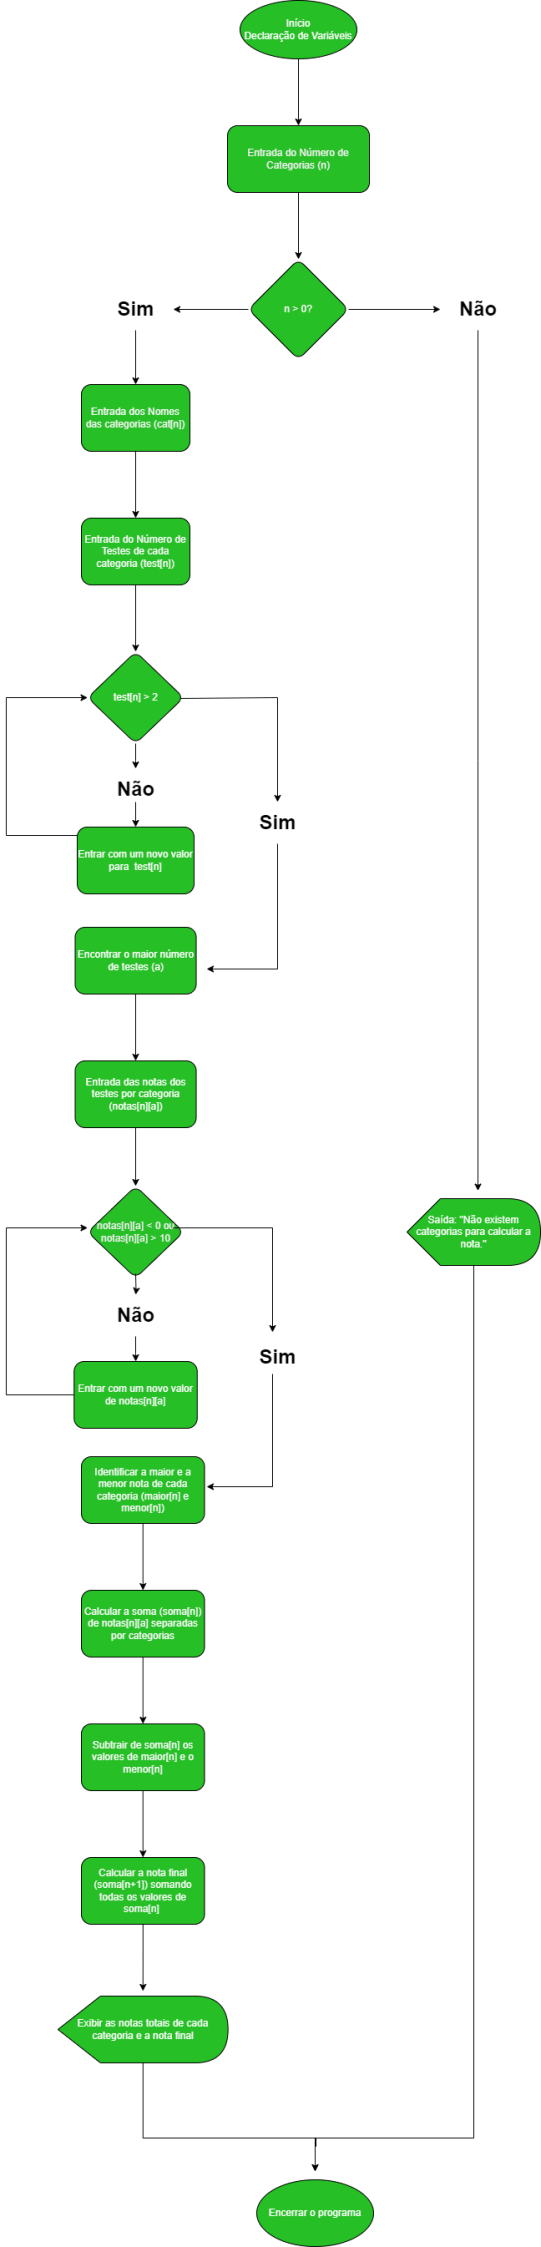 Início
Declaração de Variáveis
Entrada do Número de
Categorias (n)
n > 0?
Sim
Não
Entrada dos Nomes
das categorias (cat[n])
Entrada do Número de
Testes de cada
categoria (test[n])
test[n] > 2
Não
Sim
Entrar com um novo valor
para test[n]
Encontrar o maior número
de testes (a)
Entrada das notas dos
testes por categoria
(notas[n][a])
notas[n][a] < 0 ou
notas[n][a] > 10
Saída: "Não existem
categorias para calcular a
nota."
Não
Sim
Entrar com um novo valor
de notas[n][a]
Identificar a maior e a
menor nota de cada
categoria (maior[n] e
menor[n])
Calcular a soma (soma[n])
de notas[n][a] separadas
por categorias
Subtrair de soma[n] os
valores de maior[n] e o
menor[n]
Calcular a nota final
(soma[n+1]) somando
todas os valores de
soma[n]
Exibir as notas totais de cada
categoria e a nota final
Encerrar o programa